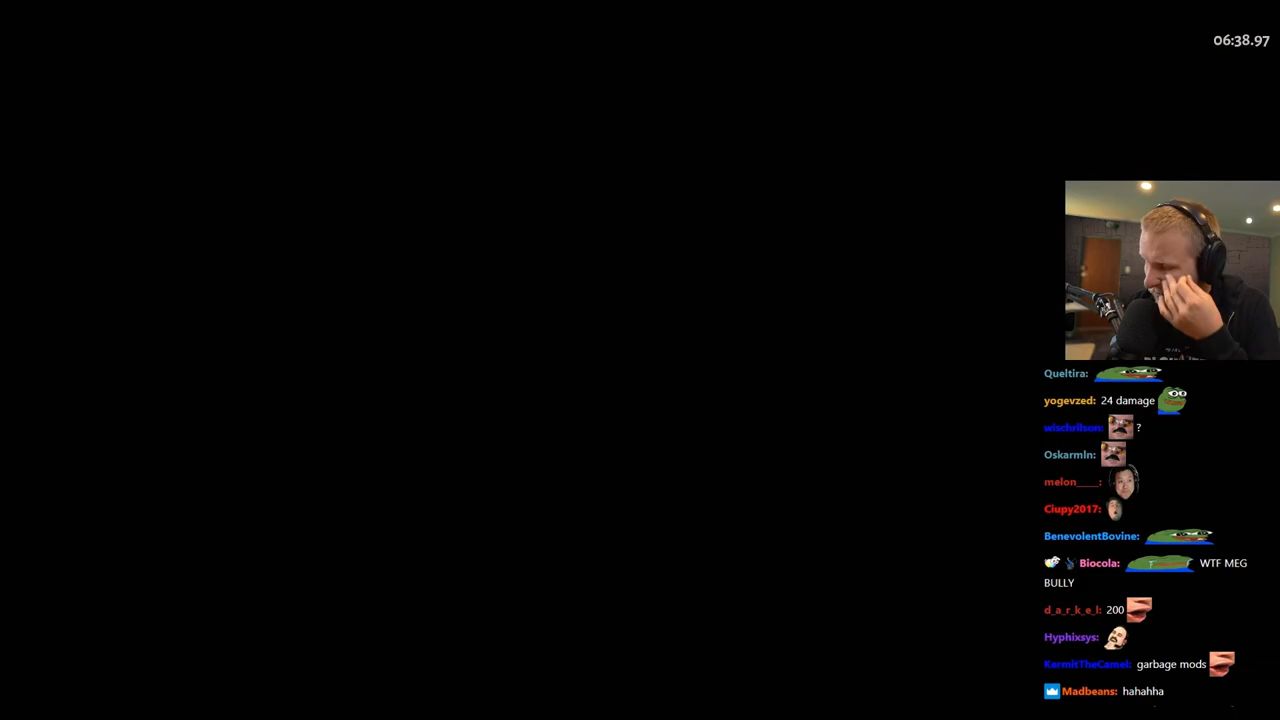 06:38.97
Queltira:
yogevzed: 24 damage
wischrilson: ?
Oskarmln:
melon____:
Ciupy2017:
BenevolentBovine:
Biocola: WTF MEG
BULLY
d_a_r_k_e_l: 200
Hyphixsys:
KermitTheCamel: garbage mods
Madbeans: hahahha